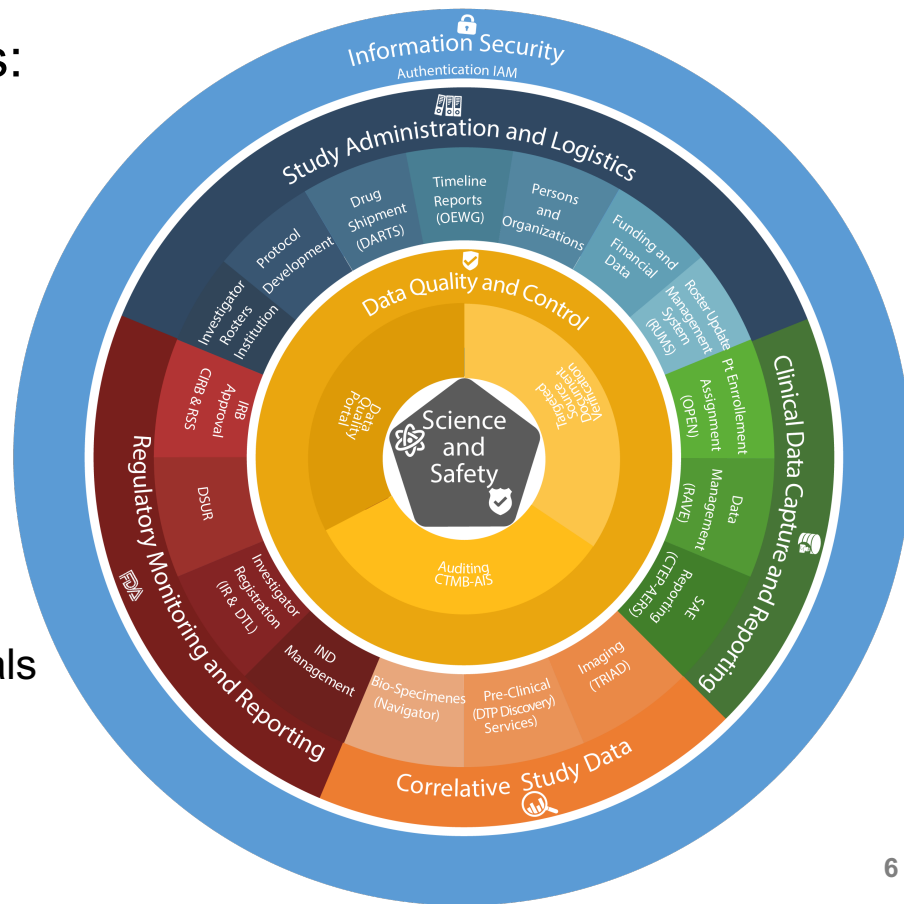 s:
Information Security
Authentication IAM
Study Administration and Logistics
Investigator
Rosters
Institution
Protocol
Development
Drug
Shipment
(DARTS)
Timeline
Reports
(OEWG)
Persons
and
Organizations
Funding and
Financial
Data
Roster Update
Management
System
(RUMS)
Clinical Data Capture and Reporting
Pt Enrrollement
Assignment
(OPEN)
Data
Management
(RAVE)
SAE
Reporting
(CTEP-AERS)
Correlative Study Data
Imaging
(TRIAD)
Pre-Clinical
(DTP Discovery)
Services)
Bio-Specimenes
(Navigator)
Regulatory Monitoring and Reporting
FDA
IRB
Approval
CIRB & RSS
DSUR
Investigator
Registration
(IR & DTL)
IND
Management
Data Quality and Control
Data
Quality
Portal
Targeted
Source
Document
Verification
Auditing
CTMB-AIS
Science
and
Safety
als
6